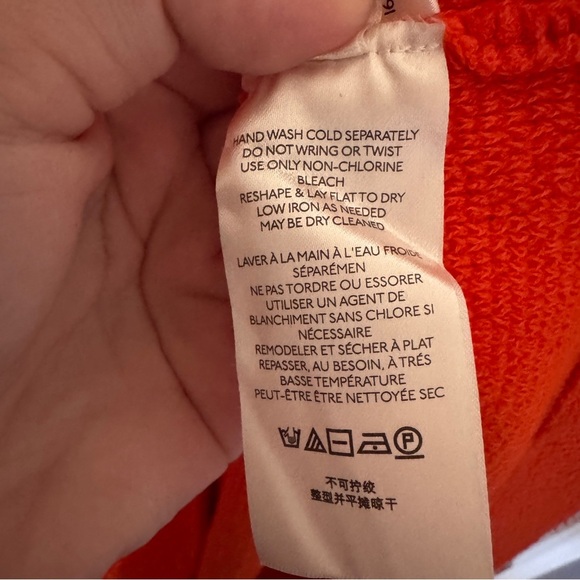 16
HAND WASH COLD SEPARATELY
DO NOT WRING OR TWIST
USE ONLY NON-CHLORINE
BLEACH
RESHAPE & LAY FLAT TO DRY
LOW IRON AS NEEDED
MAY BE DRY CLEANED
LAVER À LA MAIN À L'EAU FROIDE
SÉPARÉMEN
NE PAS TORDRE OU ESSORER
UTILISER UN AGENT DE
BLANCHIMENT SANS CHLORE SI
NÉCESSAIRE
REMODELER ET SÉCHER À PLAT
REPASSER, AU BESOIN, À TRÉS
BASSE TEMPÉRATURE
PEUT-ÊTRE ÊTRE NETTOYÉE SEC
P
不可拧绞
整型并平摊晾干